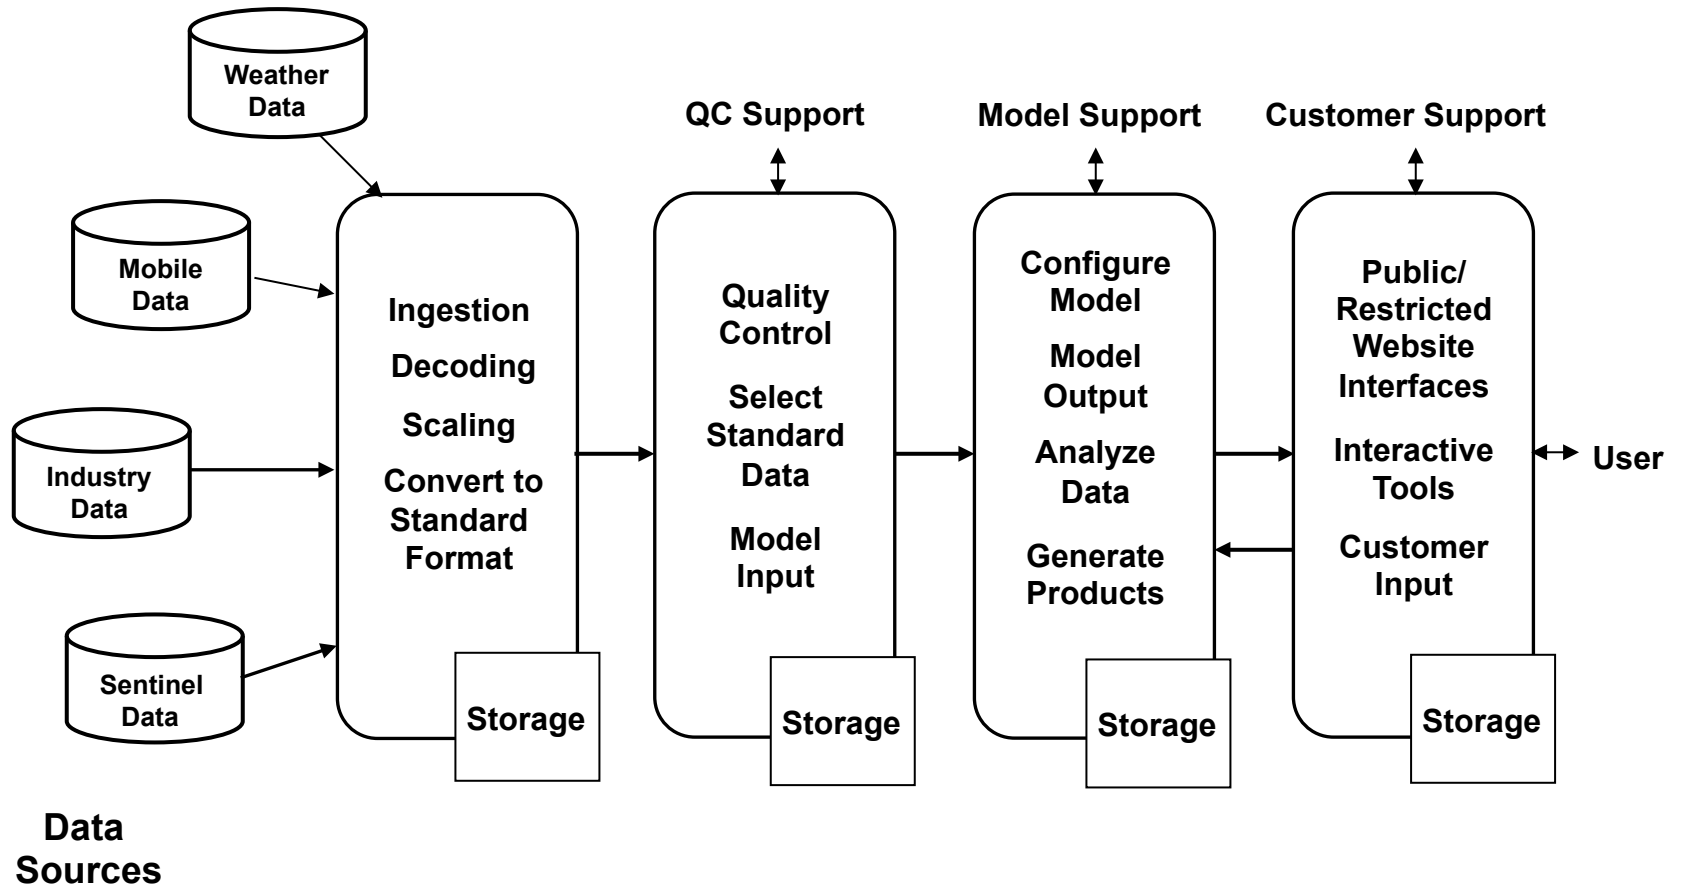 Weather
Data
Mobile
Data
Industry
Data
Sentinel
Data
Data
Sources
Ingestion
Decoding
Scaling
Convert to
Standard
Format
Storage
QC Support
Quality
Control
Select
Standard
Data
Model
Input
Storage
Model Support
Configure
Model
Model
Output
Analyze
Data
Generate
Products
Storage
Customer Support
Public/
Restricted
Website
Interfaces
Interactive
Tools
Customer
Input
Storage
User